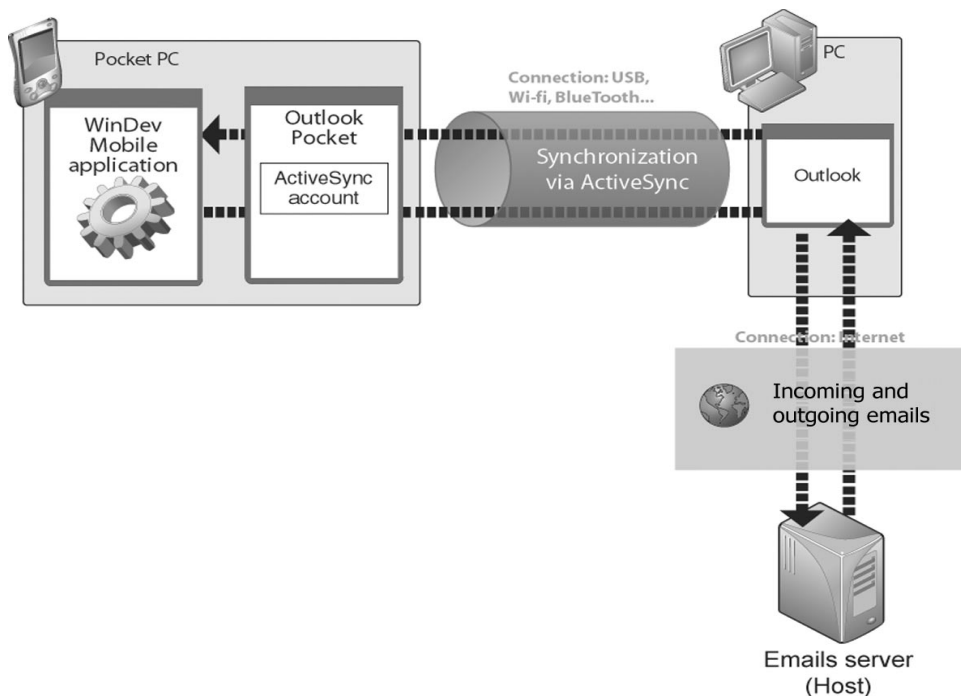 Pocket PC
WinDev
Mobile
application
Outlook
Pocket
ActiveSync
account
Connection: USB,
Wi-fi, BlueTooth...
Synchronization
via ActiveSync
PC
Outlook
Connection: Internet
Incoming and
outgoing emails
Emails server
(Host)